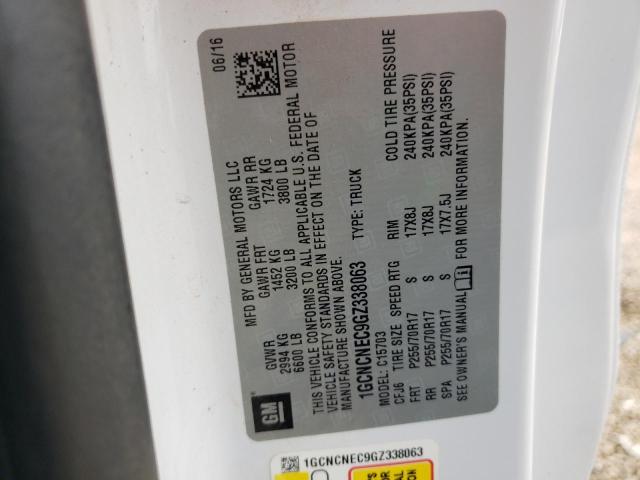 06/16
MFD BY GENERAL MOTORS LLC
GVWR GAWR FRT GAWR RR
2994 KG 1452 KG 1724 KG
6600 LB 3200 LB 3800 LB
THIS VEHICLE CONFORMS TO ALL APPLICABLE U.S. FEDERAL MOTOR
VEHICLE SAFETY STANDARDS IN EFFECT ON THE DATE OF
MANUFACTURE SHOWN ABOVE.
1GCNCNEC9GZ338063 TYPE: TRUCK
MODEL: C15703
CFJ6 TIRE SIZE SPEED RTG RIM COLD TIRE PRESSURE
FRT P255/70R17 S 17X8J 240KPA(35PSI)
RR P255/70R17 S 17X8J 240KPA(35PSI)
SPA P255/70R17 S 17X7.5J 240KPA(35PSI)
SEE OWNER'S MANUAL FOR MORE INFORMATION.
GM
1GCNCNEC9GZ338063